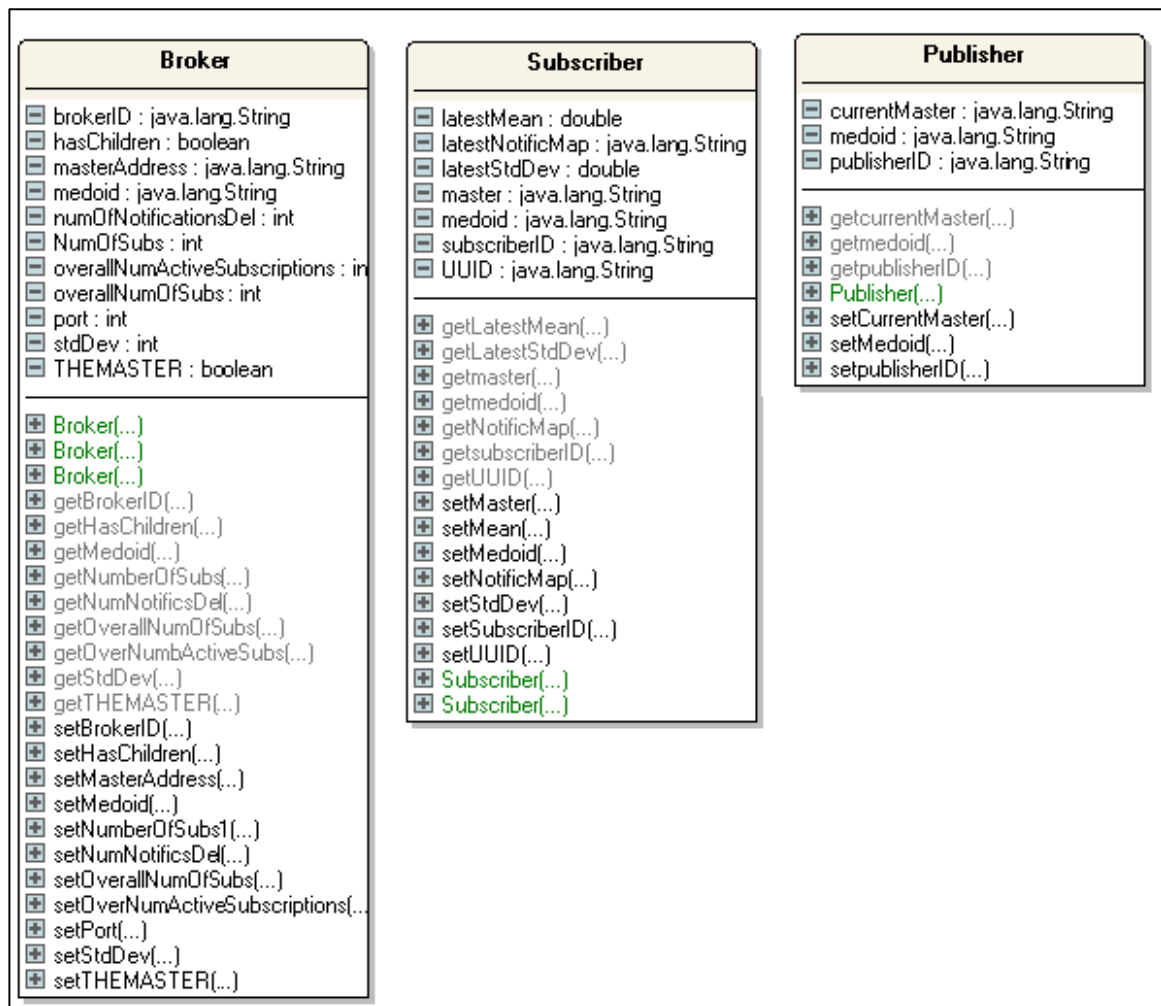 Broker
brokerID : java.lang.String
hasChildren : boolean
masterAddress : java.lang.String
medoid : java.lang.String
numOfNotificationsDel : int
NumOfSubs : int
overallNumActiveSubscriptions : in
overallNumOfSubs : int
port : int
stdDev : int
THEMASTER : boolean
Broker(...)
Broker(...)
Broker(...)
getBrokerID(...)
getHasChildren(...)
getMedoid(...)
getNumberOfSubs(...)
getNumNotificsDel(...)
getOverallNumOfSubs(...)
getOverNumbActiveSubs(...)
getStdDev(...)
getTHEMASTER(...)
setBrokerID(...)
setHasChildren(...)
setMasterAddress(...)
setMedoid(...)
setNumberOfSubs1(...)
setNumNotificsDel(...)
setOverallNumOfSubs(...)
setOverNumActiveSubscriptions(...
setPort(...)
setStdDev(...)
setTHEMASTER(...)
Subscriber
latestMean : double
latestNotificMap : java.lang.String
latestStdDev : double
master : java.lang.String
medoid : java.lang.String
subscriberID : java.lang.String
UUID : java.lang.String
getLatestMean(...)
getLatestStdDev(...)
getmaster(...)
getmedoid(...)
getNotificMap(...)
getsubscriberID(...)
getUUID(...)
setMaster(...)
setMean(...)
setMedoid(...)
setNotificMap(...)
setStdDev(...)
setSubscriberID(...)
setUUID(...)
Subscriber(...)
Subscriber(...)
Publisher
currentMaster : java.lang.String
medoid : java.lang.String
publisherID : java.lang.String
getcurrentMaster(...)
getmedoid(...)
getpublisherID(...)
Publisher(...)
setCurrentMaster(...)
setMedoid(...)
setpublisherID(...)